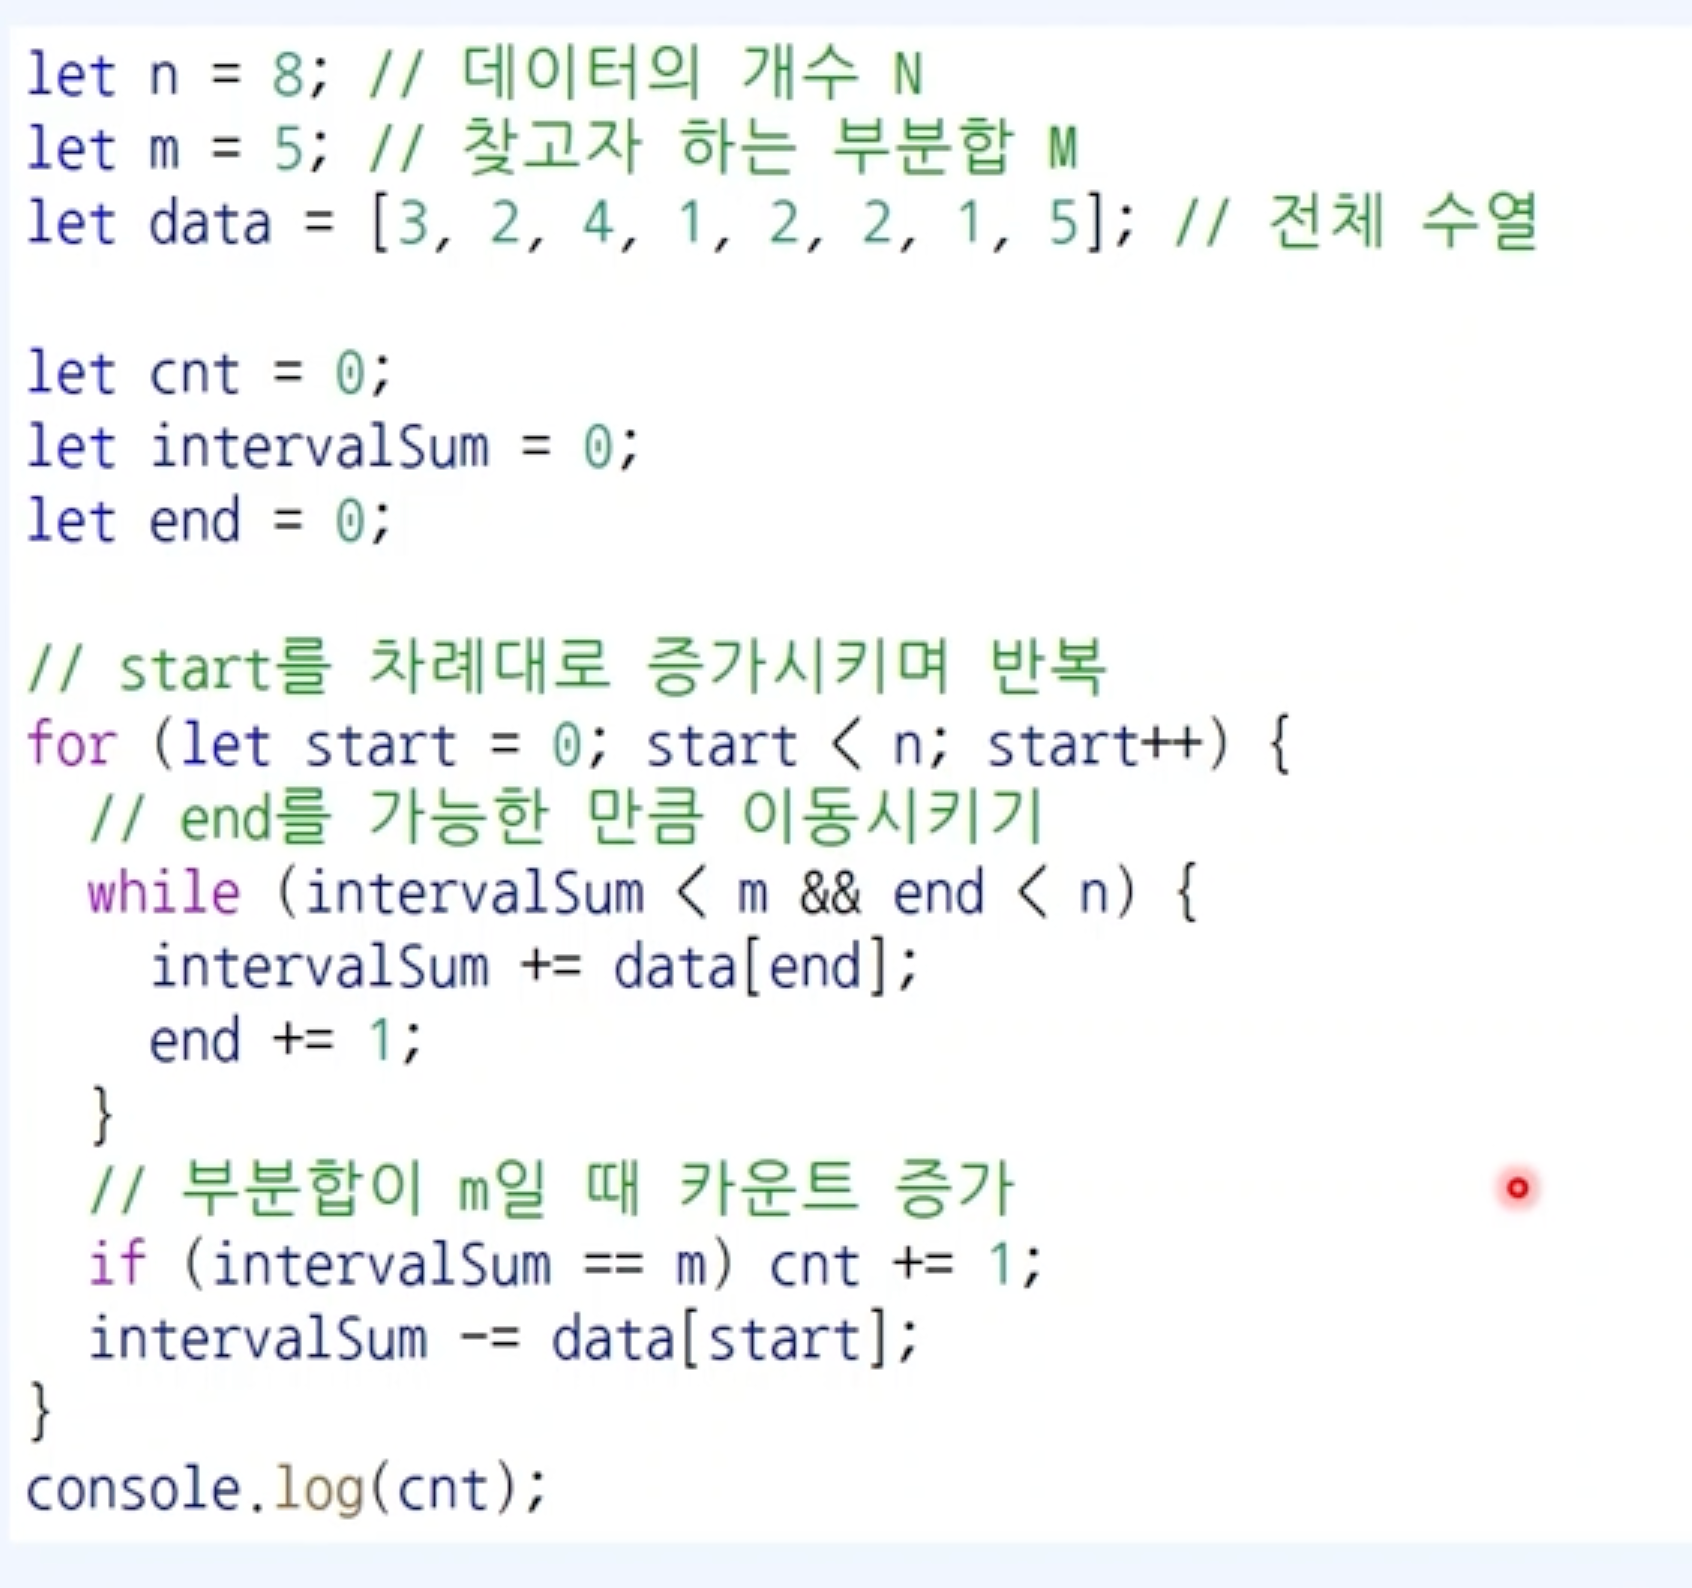 let n = 8; // 데이터의 개수 N
let m = 5; // 찾고자 하는 부분합 M
let data = [3, 2, 4, 1, 2, 2, 1, 5]; // 전체 수열

let cnt = 0;
let intervalSum = 0;
let end = 0;

// start를 차례대로 증가시키며 반복
for (let start = 0; start < n; start++) {
  // end를 가능한 만큼 이동시키기
  while (intervalSum < m && end < n) {
    intervalSum += data[end];
    end += 1;
  }
  // 부분합이 m일 때 카운트 증가
  if (intervalSum == m) cnt += 1;
  intervalSum -= data[start];
}
console.log(cnt);